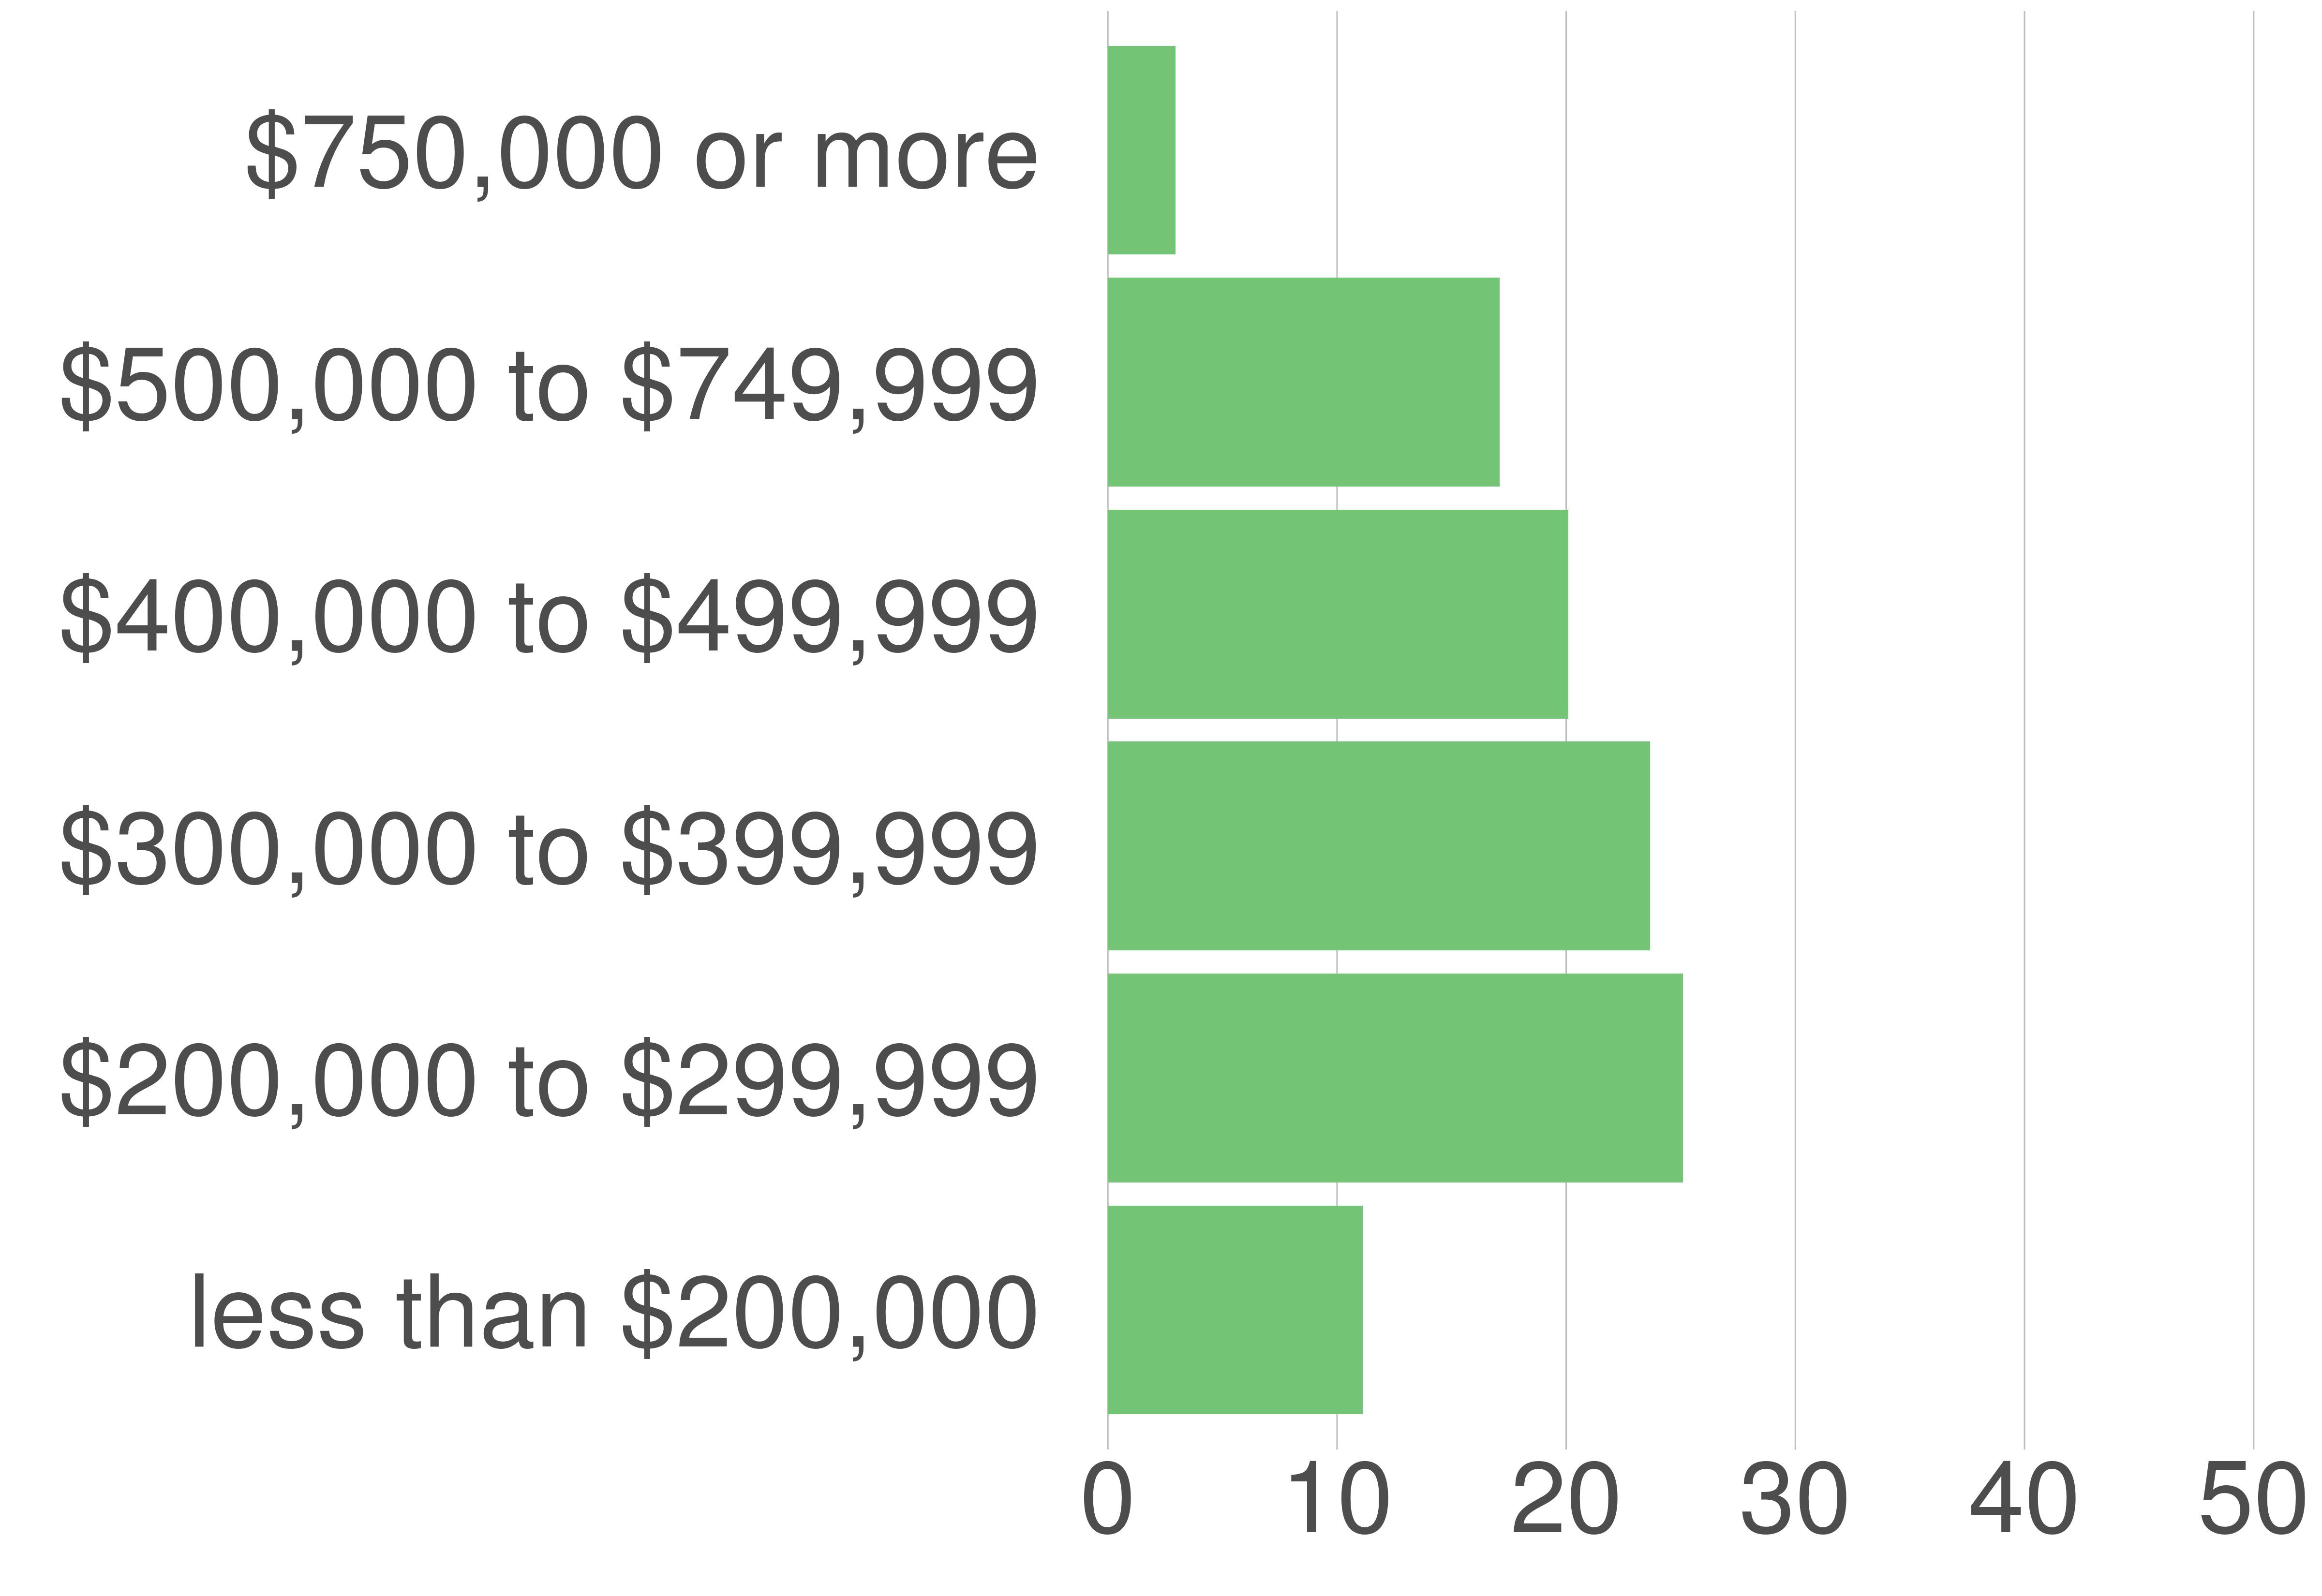 $750,000 or more
$500,000 to $749,999
$400,000 to $499,999
$300,000 to $399,999
$200,000 to $299,999
less than $200,000
0 10 20 30 40 50